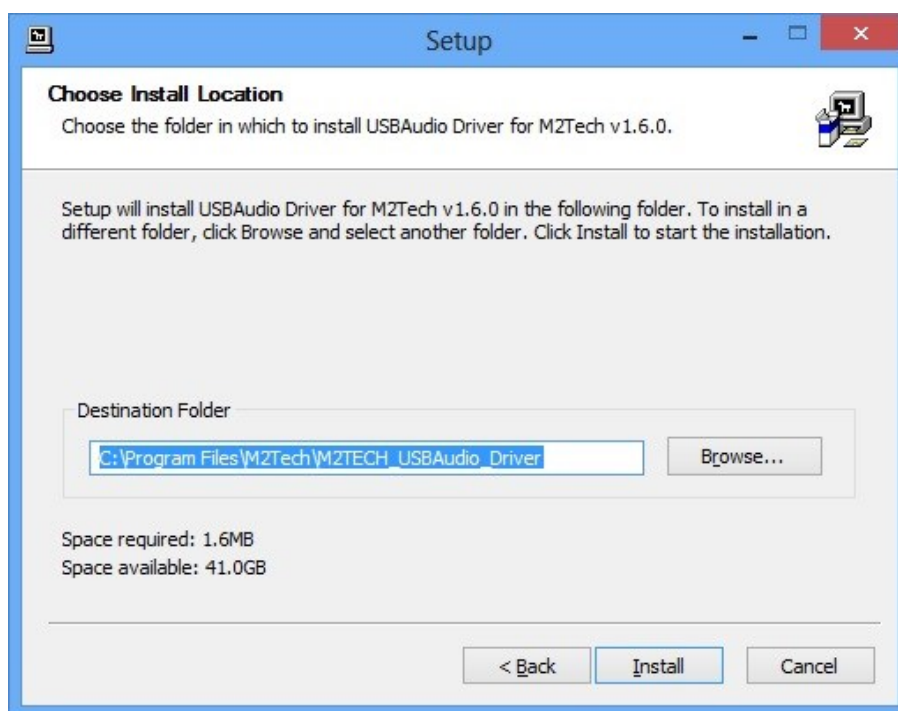 Setup
Choose Install Location
Choose the folder in which to install USBAudio Driver for M2Tech v1.6.0.
Setup will install USBAudio Driver for M2Tech v1.6.0 in the following folder. To install in a
different folder, click Browse and select another folder. Click Install to start the installation.
Destination Folder
C:\Program Files\M2Tech\M2TECH_USBAudio_Driver
Browse...
Space required: 1.6MB
Space available: 41.0GB
< Back
Install
Cancel